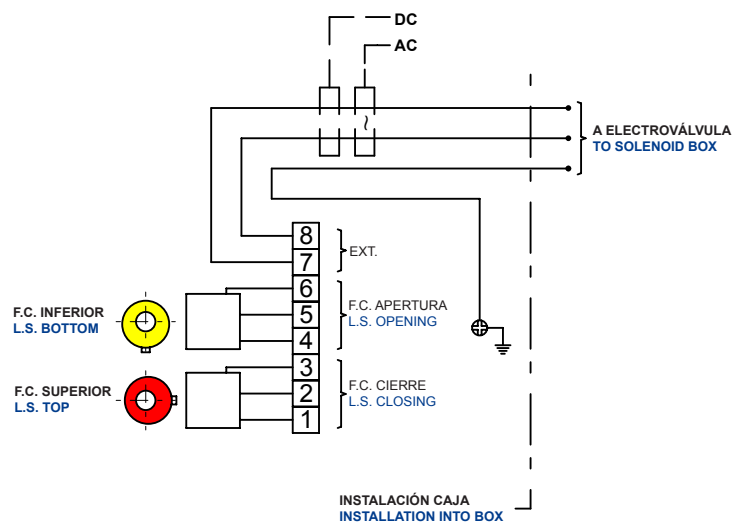 DC
AC
A ELECTROVÁLVULA
TO SOLENOID BOX
8
7
EXT.
6
5
4
F.C. APERTURA
L.S. OPENING
F.C. INFERIOR
L.S. BOTTOM
3
2
1
F.C. CIERRE
L.S. CLOSING
F.C. SUPERIOR
L.S. TOP
INSTALACIÓN CAJA
INSTALLATION INTO BOX